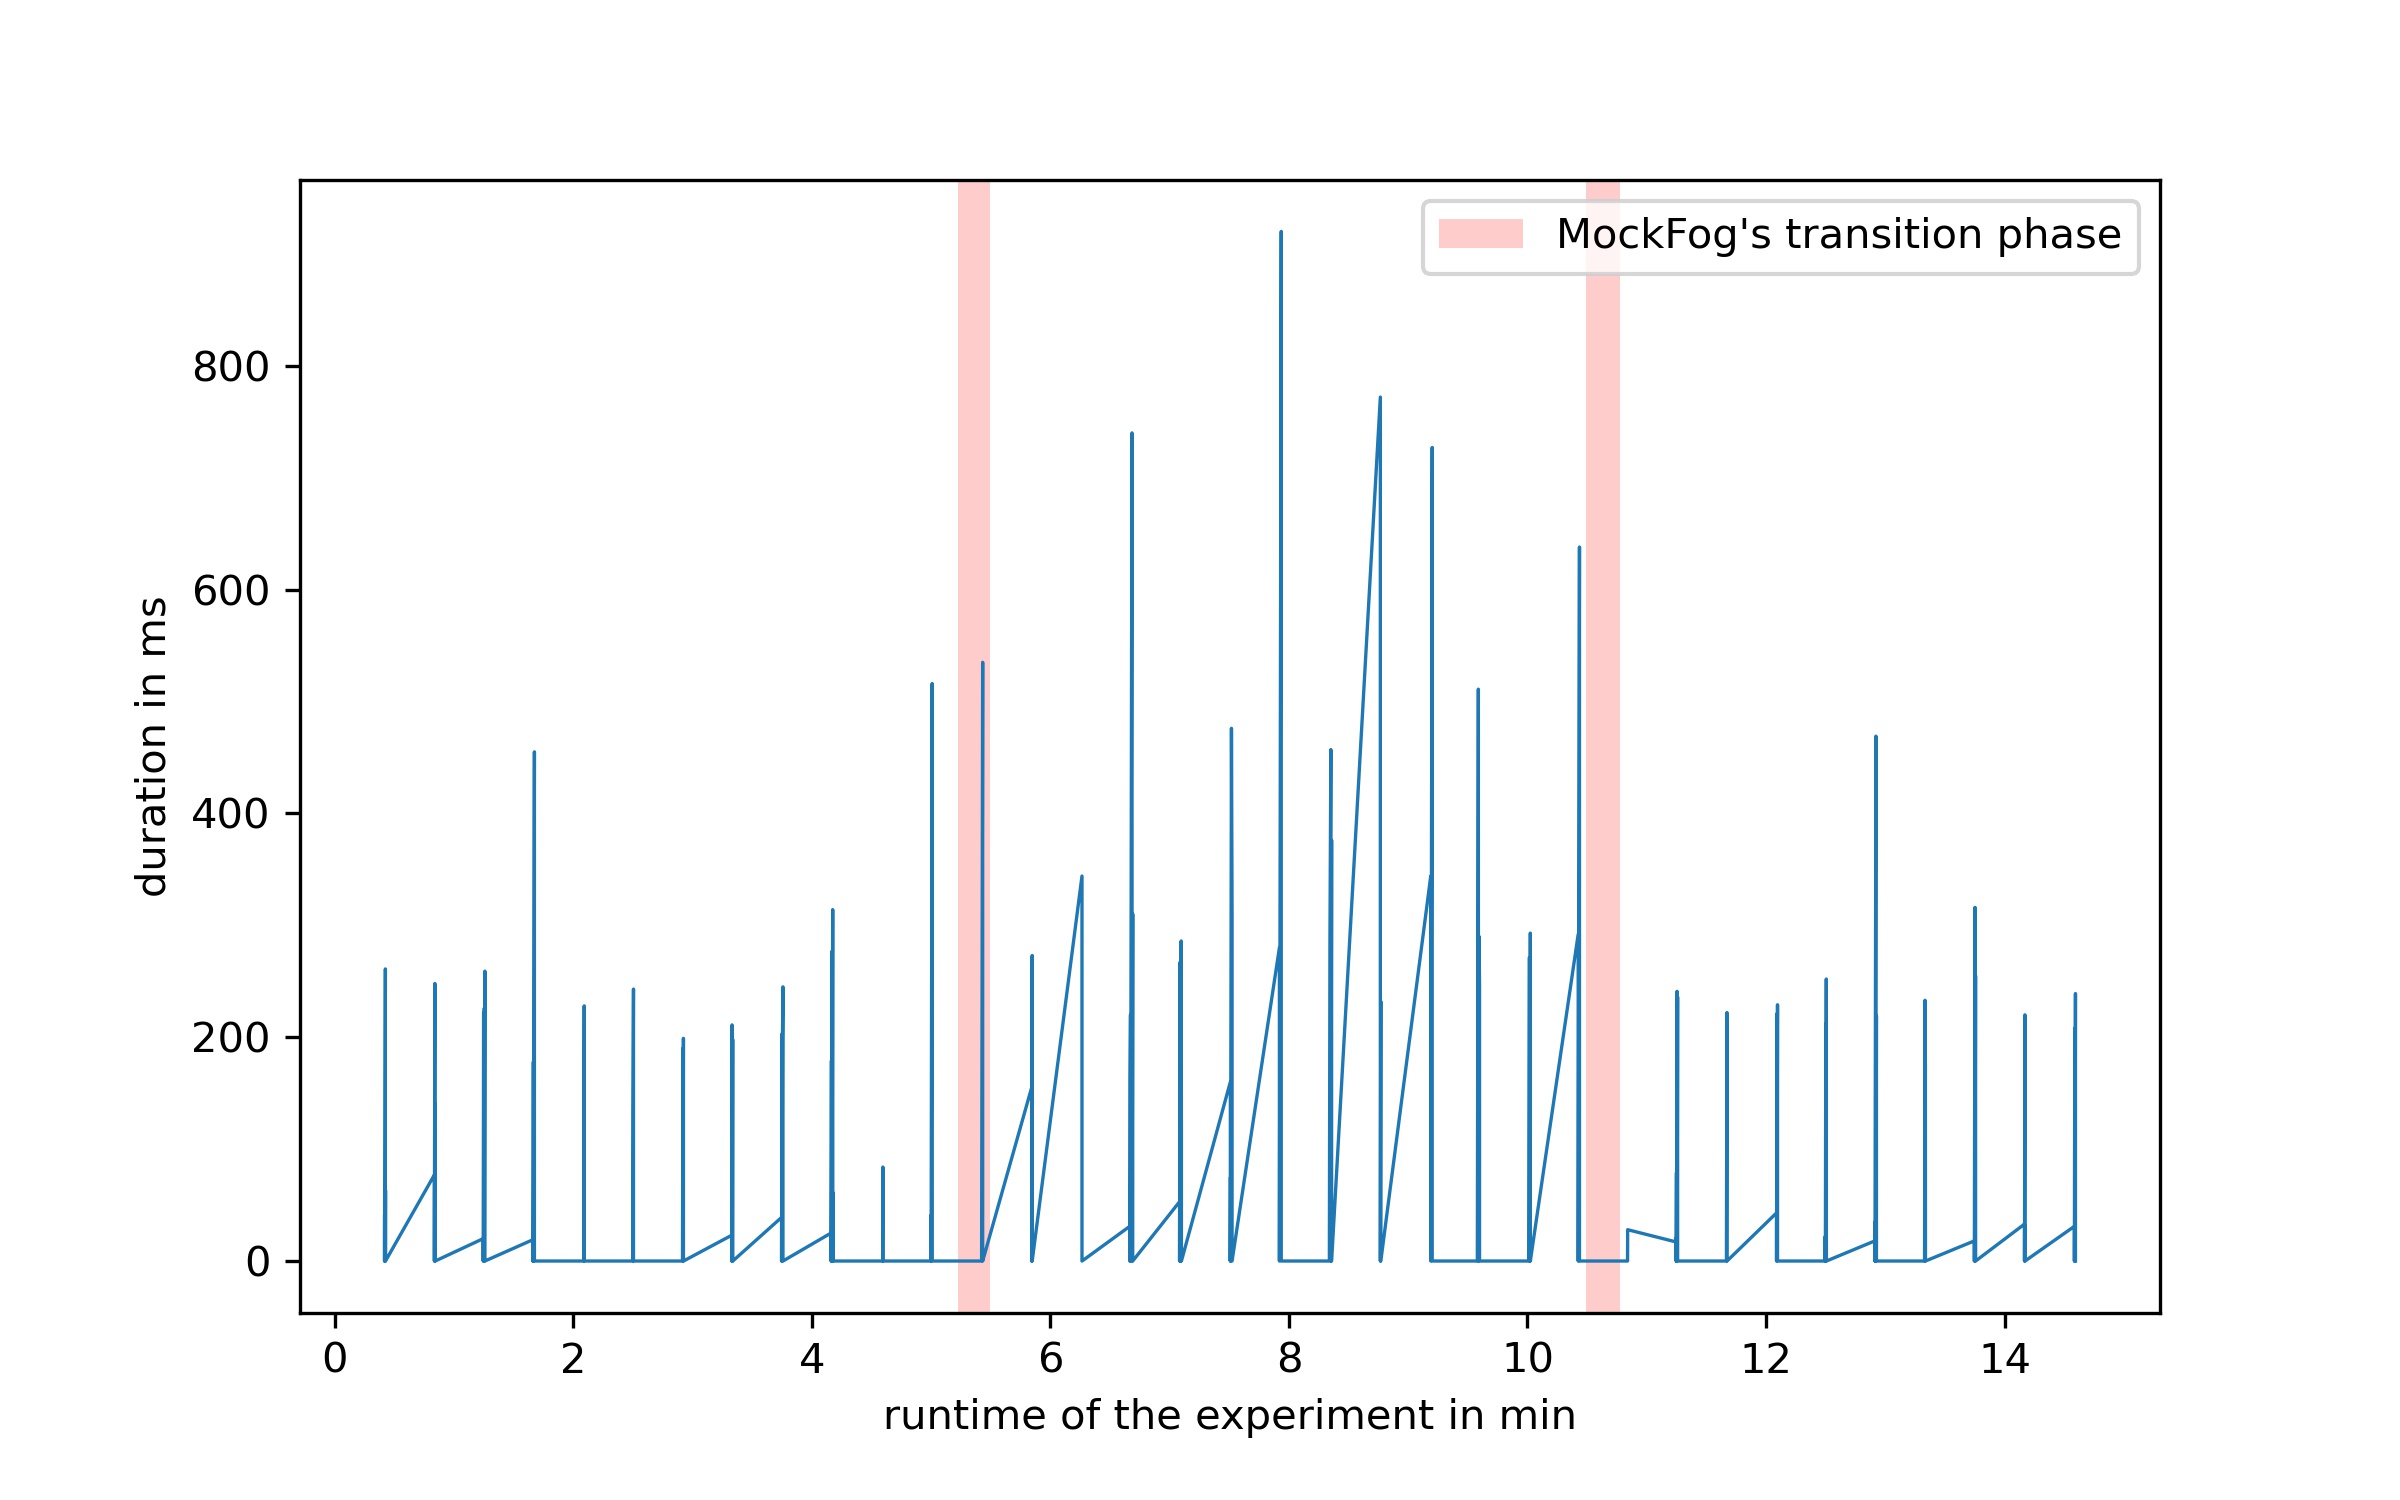 MockFog's transition phase
800
600
400
200
0
duration in ms
0 2 4 6 8 10 12 14
runtime of the experiment in min